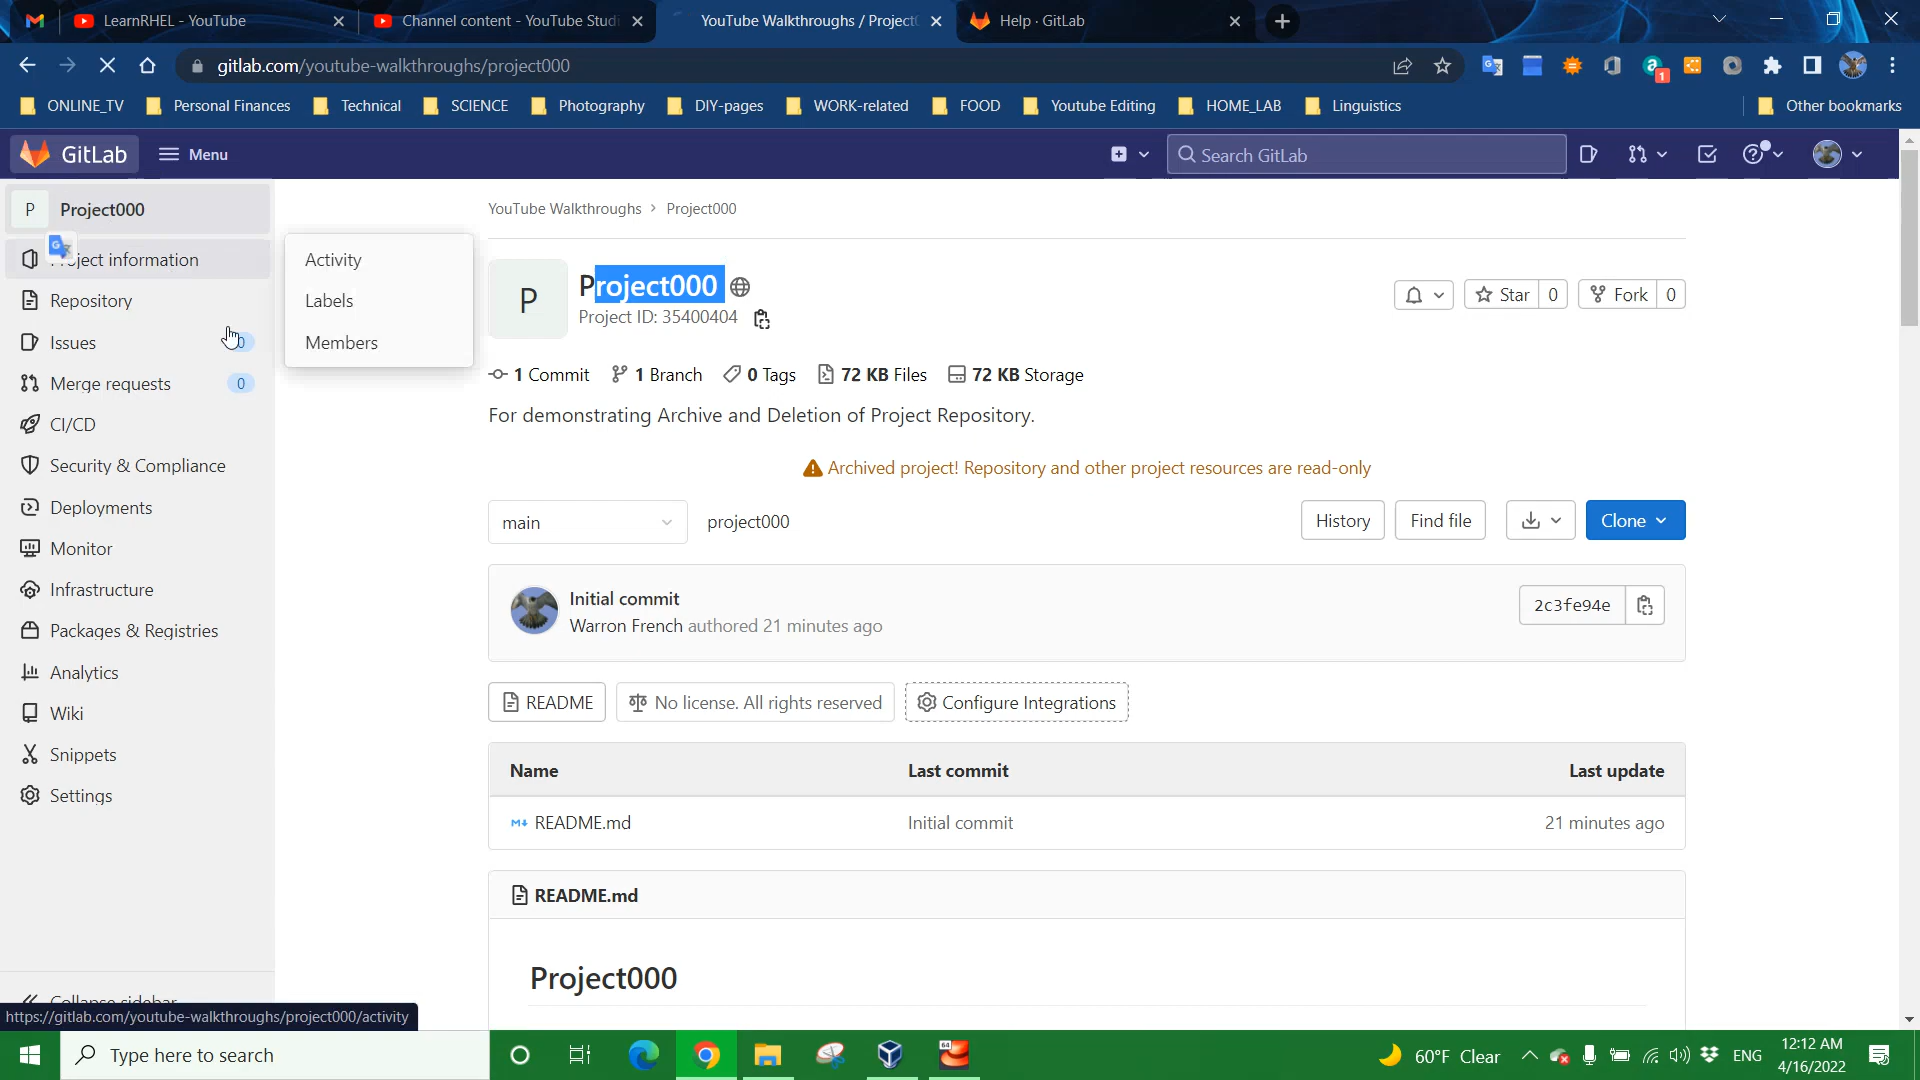 LearnRHEL - YouTube
Channel content - YouTube Studi
YouTube Walkthroughs / Project0
Help · GitLab
gitlab.com/youtube-walkthroughs/project000
1
ONLINE_TV
Personal Finances
Technical
SCIENCE
Photography
DIY-pages
WORK-related
FOOD
Youtube Editing
HOME_LAB
Linguistics
Other bookmarks
GitLab
Menu
Search GitLab
P Project000
ject information
Repository
Issues 0
Merge requests 0
CI/CD
Security & Compliance
Deployments
Monitor
Infrastructure
Packages & Registries
Analytics
Wiki
Snippets
Settings
Collapse sidebar
Activity
Labels
Members
YouTube Walkthroughs > Project000
P
Project000
Project ID: 35400404
Star 0
Fork 0
1 Commit 1 Branch 0 Tags 72 KB Files 72 KB Storage
For demonstrating Archive and Deletion of Project Repository.
Archived project! Repository and other project resources are read-only
main
project000
History
Find file
Clone
Initial commit
Warron French authored 21 minutes ago
2c3fe94e
README
No license. All rights reserved
Configure Integrations
Name Last commit Last update
README.md Initial commit 21 minutes ago
README.md
Project000
https://gitlab.com/youtube-walkthroughs/project000/activity
Type here to search
64
60°F Clear
ENG
12:12 AM
4/16/2022